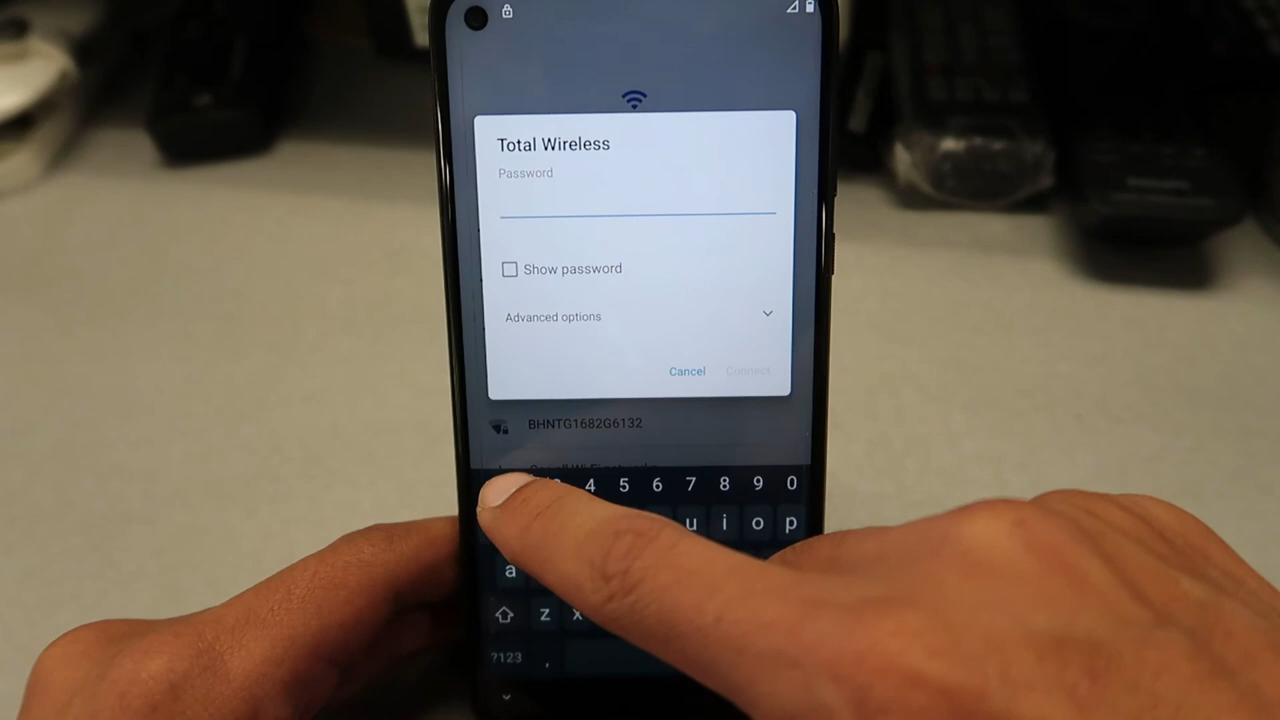 Total Wireless
Password
Show password
Advanced options
Cancel Connect
BHNTG1682G6132
4 5 6 7 8 9 0
u i o p
a
z x
?123 ,